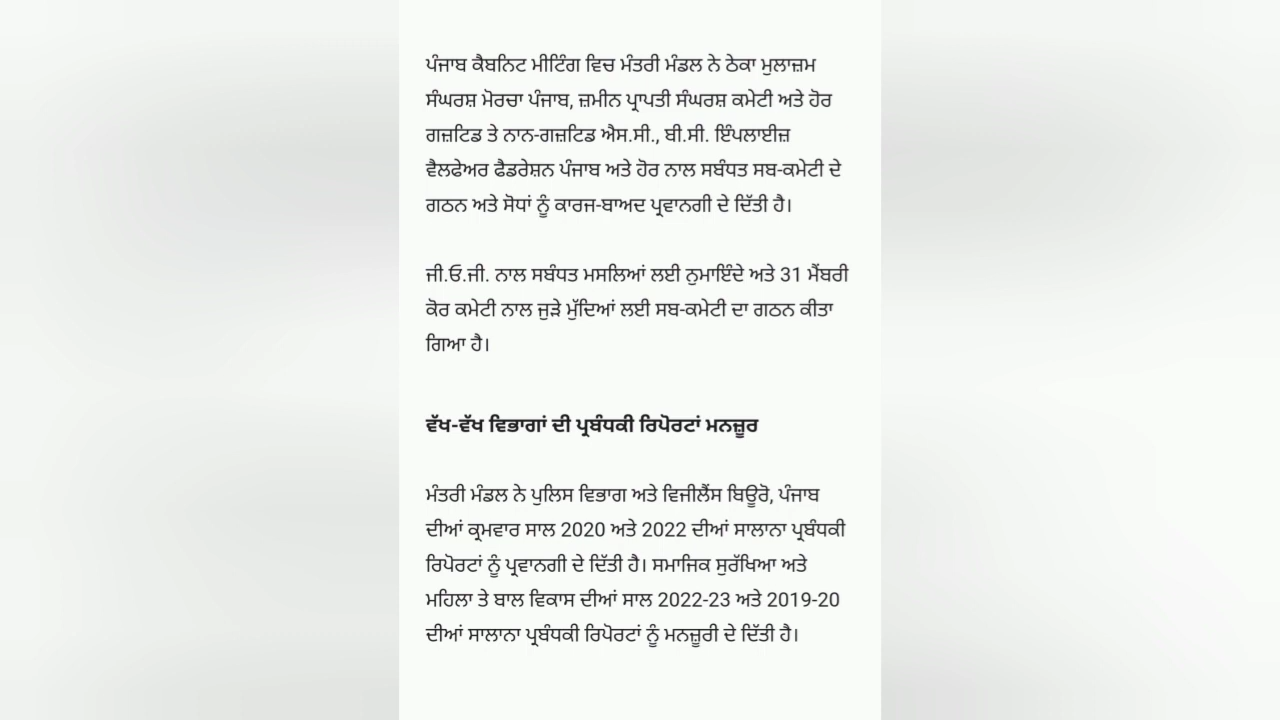 ਪੰਜਾਬ ਕੈਬਨਿਟ ਮੀਟਿੰਗ ਵਿਚ ਮੰਤਰੀ ਮੰਡਲ ਨੇ ਠੇਕਾ ਮੁਲਾਜ਼ਮ
ਸੰਘਰਸ਼ ਮੋਰਚਾ ਪੰਜਾਬ, ਜ਼ਮੀਨ ਪ੍ਰਾਪਤੀ ਸੰਘਰਸ਼ ਕਮੇਟੀ ਅਤੇ ਹੋਰ
ਗਜ਼ਟਿਡ ਤੇ ਨਾਨ-ਗਜ਼ਟਿਡ ਐਸ.ਸੀ., ਬੀ.ਸੀ. ਇੰਪਲਾਈਜ਼
ਵੈਲਫੇਅਰ ਫੈਡਰੇਸ਼ਨ ਪੰਜਾਬ ਅਤੇ ਹੋਰ ਨਾਲ ਸਬੰਧਤ ਸਬ-ਕਮੇਟੀ ਦੇ
ਗਠਨ ਅਤੇ ਸੋਧਾਂ ਨੂੰ ਕਾਰਜ-ਬਾਅਦ ਪ੍ਰਵਾਨਗੀ ਦੇ ਦਿੱਤੀ ਹੈ।
ਜੀ.ਓ.ਜੀ. ਨਾਲ ਸਬੰਧਤ ਮਸਲਿਆਂ ਲਈ ਨੁਮਾਇੰਦੇ ਅਤੇ 31 ਮੈਂਬਰੀ
ਕੋਰ ਕਮੇਟੀ ਨਾਲ ਜੁੜੇ ਮੁੱਦਿਆਂ ਲਈ ਸਬ-ਕਮੇਟੀ ਦਾ ਗਠਨ ਕੀਤਾ
ਗਿਆ ਹੈ।
ਵੱਖ-ਵੱਖ ਵਿਭਾਗਾਂ ਦੀ ਪ੍ਰਬੰਧਕੀ ਰਿਪੋਰਟਾਂ ਮਨਜ਼ੂਰ
ਮੰਤਰੀ ਮੰਡਲ ਨੇ ਪੁਲਿਸ ਵਿਭਾਗ ਅਤੇ ਵਿਜੀਲੈਂਸ ਬਿਊਰੋ, ਪੰਜਾਬ
ਦੀਆਂ ਕ੍ਰਮਵਾਰ ਸਾਲ 2020 ਅਤੇ 2022 ਦੀਆਂ ਸਾਲਾਨਾ ਪ੍ਰਬੰਧਕੀ
ਰਿਪੋਰਟਾਂ ਨੂੰ ਪ੍ਰਵਾਨਗੀ ਦੇ ਦਿੱਤੀ ਹੈ। ਸਮਾਜਿਕ ਸੁਰੱਖਿਆ ਅਤੇ
ਮਹਿਲਾ ਤੇ ਬਾਲ ਵਿਕਾਸ ਦੀਆਂ ਸਾਲ 2022-23 ਅਤੇ 2019-20
ਦੀਆਂ ਸਾਲਾਨਾ ਪ੍ਰਬੰਧਕੀ ਰਿਪੋਰਟਾਂ ਨੂੰ ਮਨਜ਼ੂਰੀ ਦੇ ਦਿੱਤੀ ਹੈ।